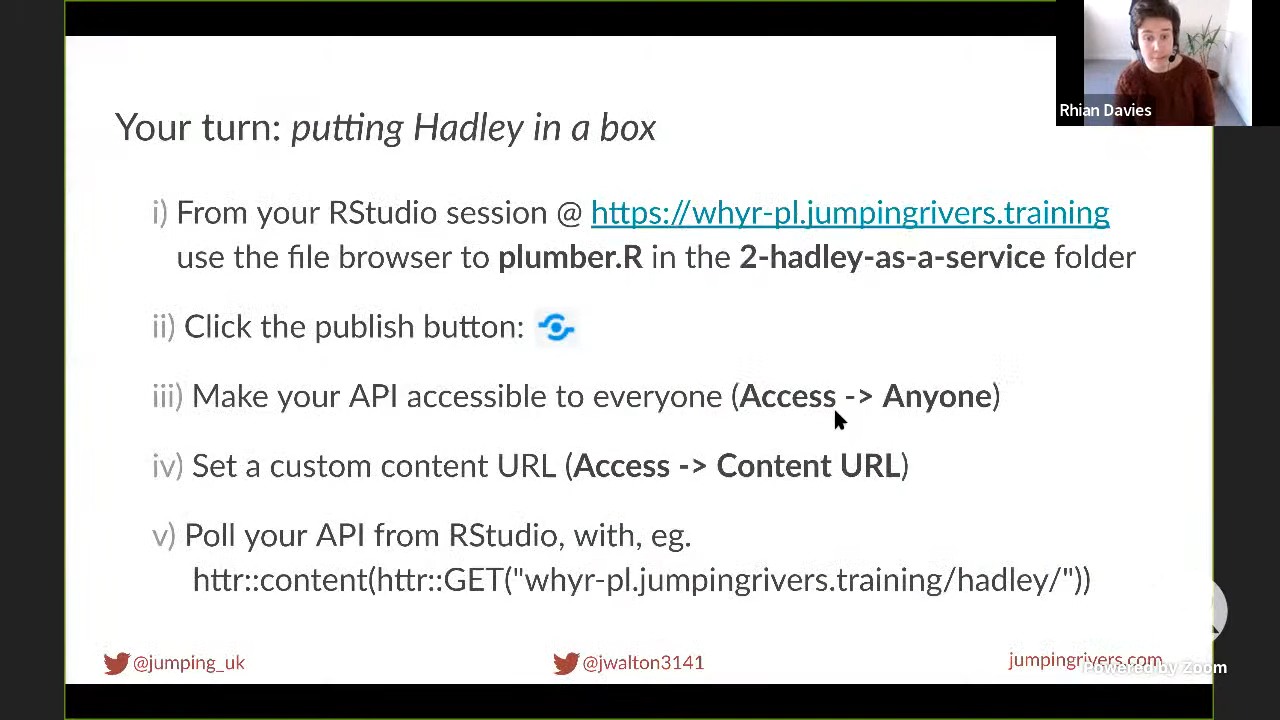 Rhian Davies
Your turn: putting Hadley in a box
i) From your RStudio session @ https://whyr-pl.jumpingrivers.training
use the file browser to plumber.R in the 2-hadley-as-a-service folder
ii) Click the publish button:
iii) Make your API accessible to everyone (Access -> Anyone)
iv) Set a custom content URL (Access -> Content URL)
v) Poll your API from RStudio, with, eg.
httr::content(httr::GET("whyr-pl.jumpingrivers.training/hadley/"))
@jumping_uk
@jwalton3141
jumpingrivers.com
Powered by Zoom